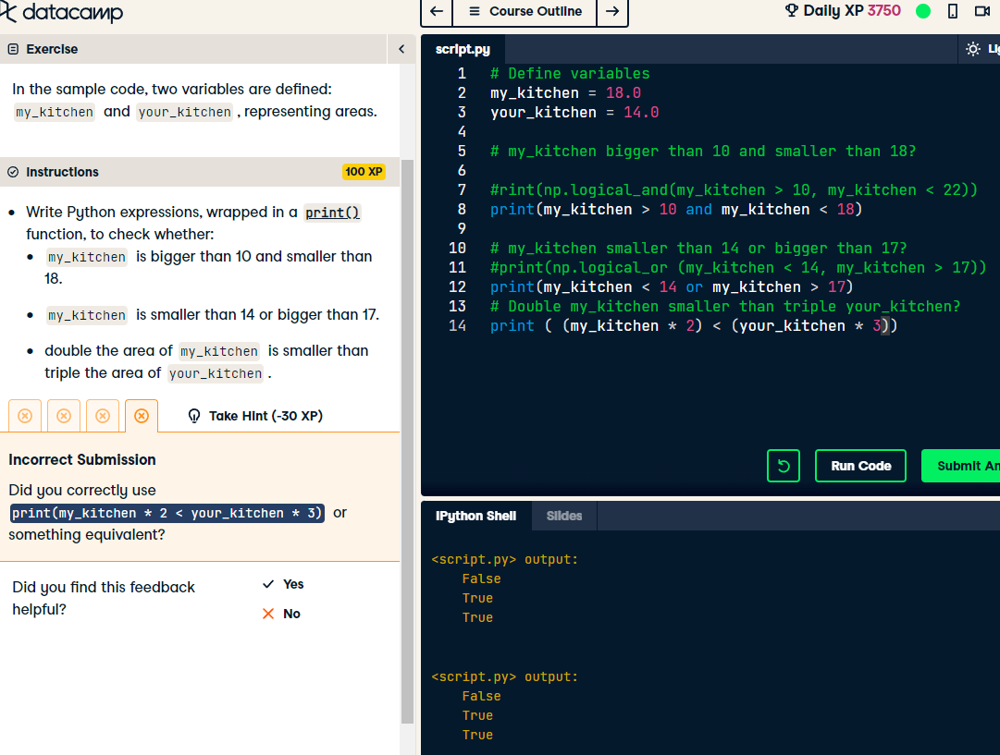 datacamp
Course Outline
Daily XP 3750
Exercise
In the sample code, two variables are defined:
my_kitchen and your_kitchen , representing areas.
Instructions
100 XP
Write Python expressions, wrapped in a print()
function, to check whether:
my_kitchen is bigger than 10 and smaller than
18.
my_kitchen is smaller than 14 or bigger than 17.
double the area of my_kitchen is smaller than
triple the area of your_kitchen .
Take Hint (-30 XP)
Incorrect Submission
Did you correctly use
print(my_kitchen * 2 < your_kitchen * 3) or
something equivalent?
Did you find this feedback
helpful?
Yes
No
script.py
Lig
1 # Define variables
2 my_kitchen = 18.0
3 your_kitchen = 14.0
4
5 # my_kitchen bigger than 10 and smaller than 18?
6
7 #rint(np.logical_and(my_kitchen > 10, my_kitchen < 22))
8 print(my_kitchen > 10 and my_kitchen < 18)
9
10 # my_kitchen smaller than 14 or bigger than 17?
11 #print(np.logical_or (my_kitchen < 14, my_kitchen > 17))
12 print(my_kitchen < 14 or my_kitchen > 17)
13 # Double my_kitchen smaller than triple your_kitchen?
14 print ( (my_kitchen * 2) < (your_kitchen * 3))
Run Code
Submit An
IPython Shell
Slides
<script.py> output:
False
True
True
<script.py> output:
False
True
True